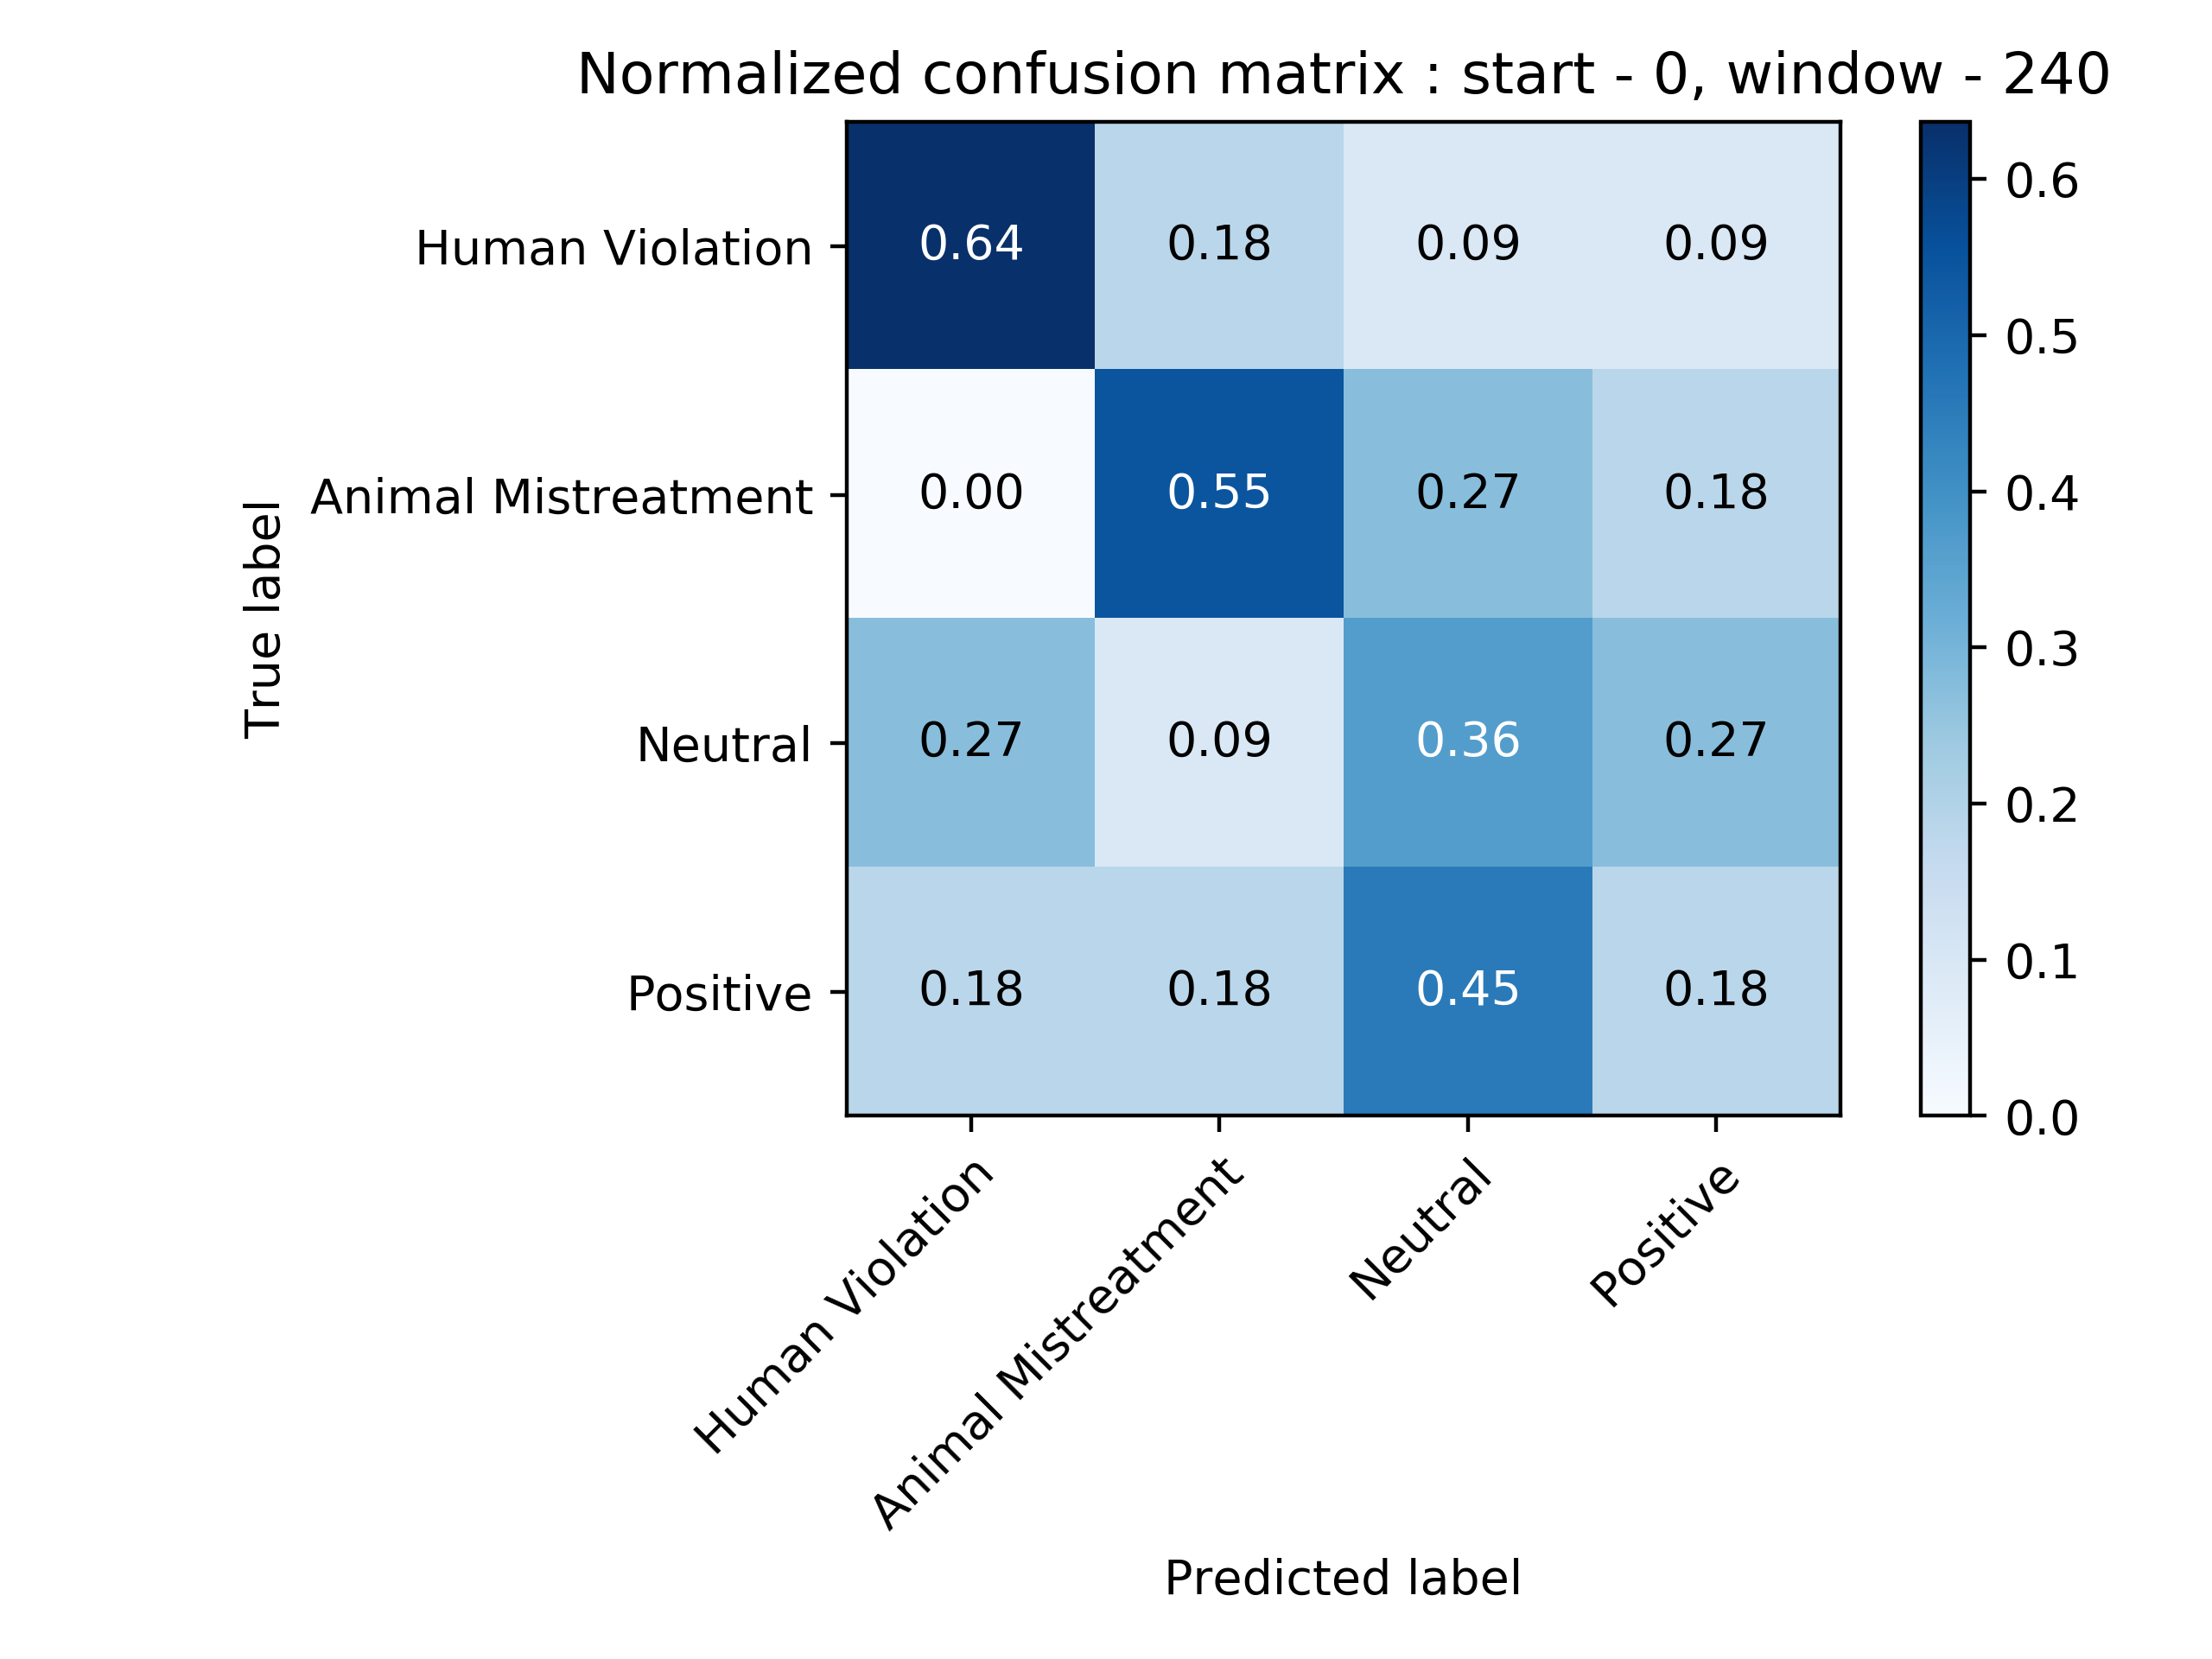 Normalized confusion matrix : start - 0, window - 240
True label
Human Violation
0.64 0.18 0.09 0.09
Animal Mistreatment
0.00 0.55 0.27 0.18
Neutral
0.27 0.09 0.36 0.27
Positive
0.18 0.18 0.45 0.18
Human Violation
Animal Mistreatment
Neutral
Positive
Predicted label
0.6
0.5
0.4
0.3
0.2
0.1
0.0